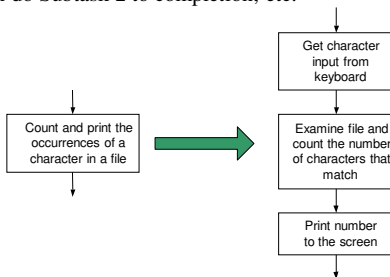 do Subtask 2 to completion, etc.
Count and print the
occurrences of a
character in a file
Get character
input from
keyboard
Examine file and
count the number
of characters that
match
Print number
to the screen